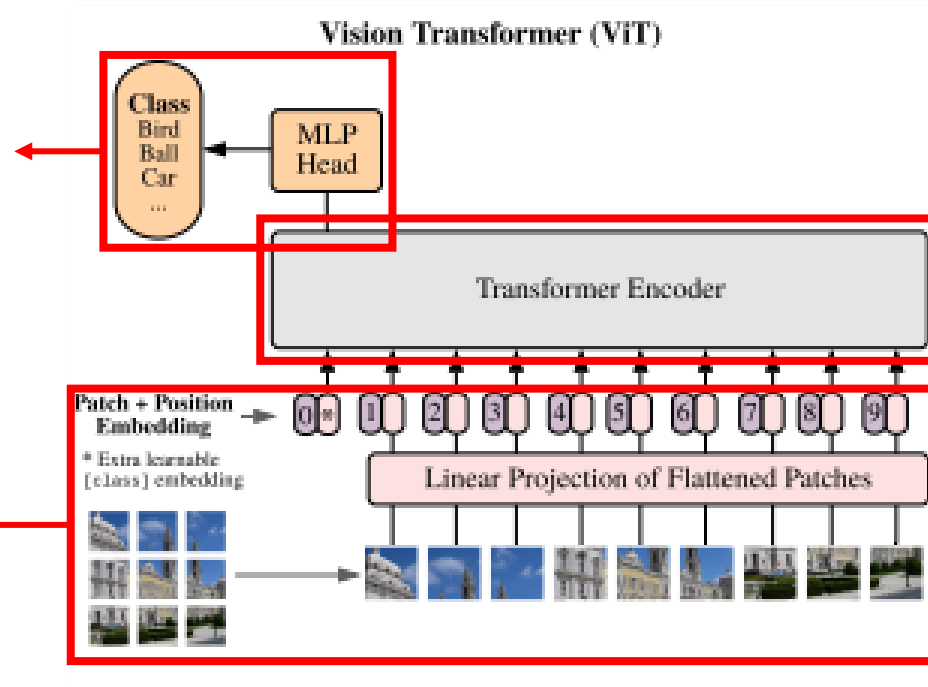 Vision Transformer (ViT)
Class
Bird
Ball
Car
...
MLP
Head
Transformer Encoder
Patch + Position
Embedding
0 * 1 2 3 4 5 6 7 8 9
* Extra learnable
[class] embedding
Linear Projection of Flattened Patches